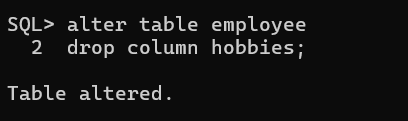 SQL> alter table employee
  2  drop column hobbies;
Table altered.